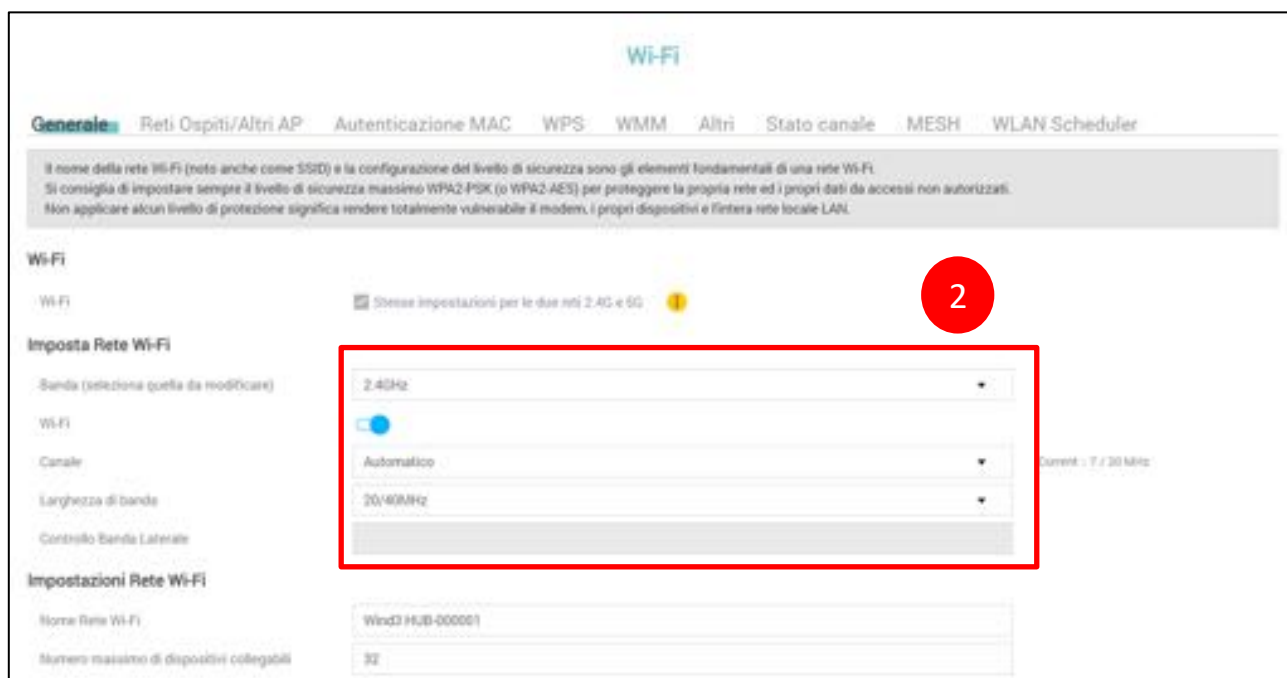 Wi-Fi
Generale Reti Ospiti/Altri AP Autenticazione MAC WPS WMM Altri Stato canale MESH WLAN Scheduler
Il nome della rete Wi-Fi (noto anche come SSID) e la configurazione del livello di sicurezza sono gli elementi fondamentali di una rete Wi-Fi.
Si consiglia di impostare sempre il livello di sicurezza massimo WPA2-PSK (o WPA2-AES) per proteggere la propria rete ed i propri dati da accessi non autorizzati.
Non applicare alcun livello di protezione significa rendere totalmente vulnerabile il modem, i propri dispositivi e l'intera rete locale LAN.
Wi-Fi
2
Wi-Fi Stesse impostazioni per le due reti 2.4G e 5G
Imposta Rete Wi-Fi
Banda (seleziona quella da modificare) 2.4GHz
Wi-Fi
Canale Automatico Current : 7 / 20 MHz
Larghezza di banda 20/40MHz
Controllo Banda Laterale
Impostazioni Rete Wi-Fi
Nome Rete Wi-Fi Wind3 HUB-000001
Numero massimo di dispositivi collegabili 32